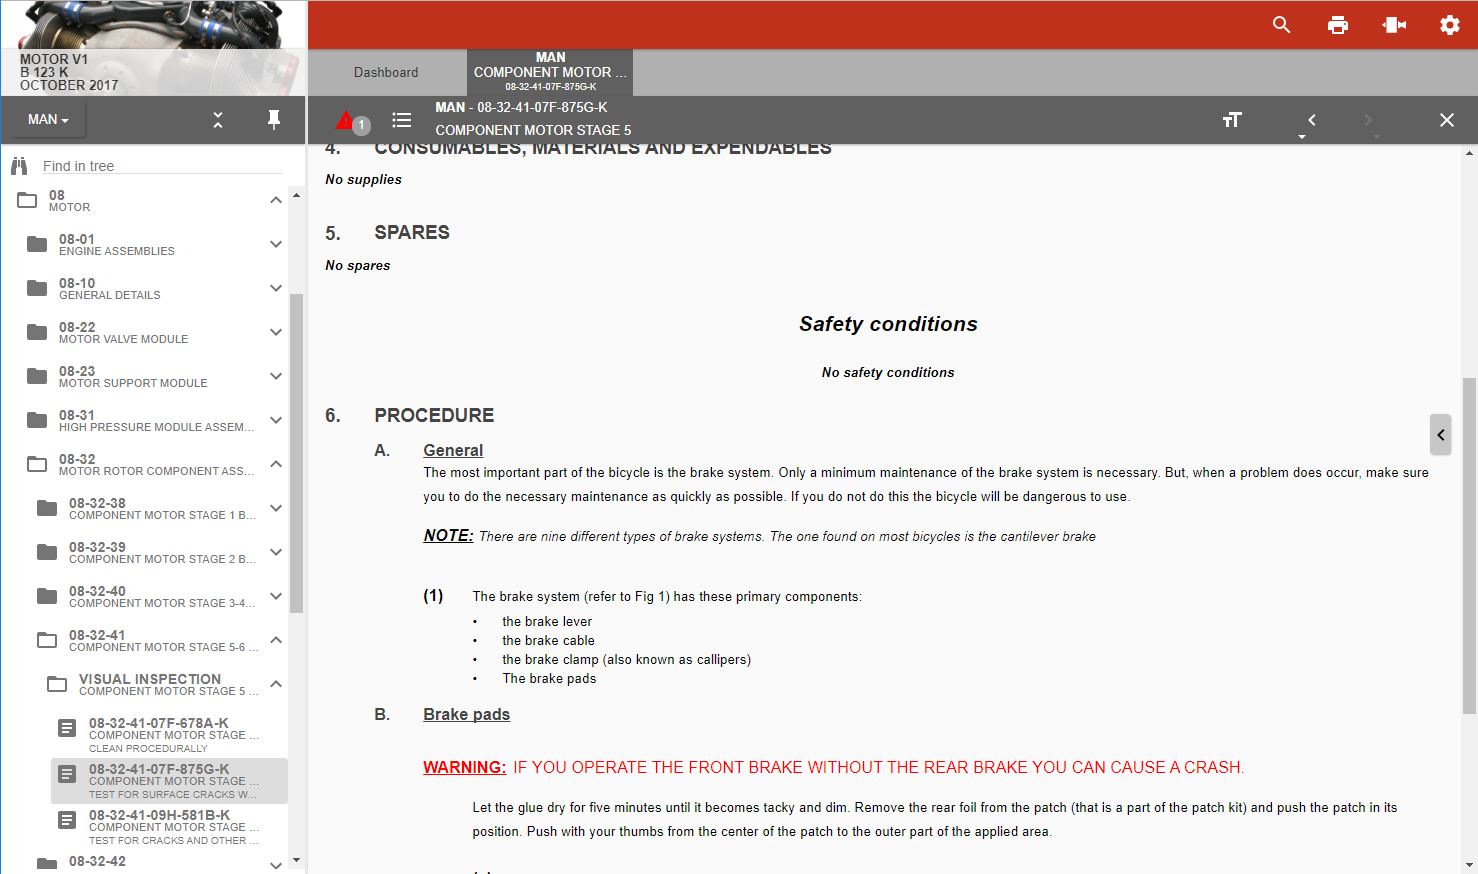 MOTOR V1
B 123 K
OCTOBER 2017
MAN
Find in tree
08
MOTOR
08-01
ENGINE ASSEMBLIES
08-10
GENERAL DETAILS
08-22
MOTOR VALVE MODULE
08-23
MOTOR SUPPORT MODULE
08-31
HIGH PRESSURE MODULE ASSEM...
08-32
MOTOR ROTOR COMPONENT ASS...
08-32-38
COMPONENT MOTOR STAGE 1 B...
08-32-39
COMPONENT MOTOR STAGE 2 B...
08-32-40
COMPONENT MOTOR STAGE 3-4...
08-32-41
COMPONENT MOTOR STAGE 5-6 ...
VISUAL INSPECTION
COMPONENT MOTOR STAGE 5 ...
08-32-41-07F-678A-K
COMPONENT MOTOR STAGE ...
CLEAN PROCEDURALLY
08-32-41-07F-875G-K
COMPONENT MOTOR STAGE ...
TEST FOR SURFACE CRACKS W...
08-32-41-09H-581B-K
COMPONENT MOTOR STAGE ...
TEST FOR CRACKS AND OTHER ...
08-32-42
Dashboard
MAN
COMPONENT MOTOR ...
08-32-41-07F-875G-K
1
MAN - 08-32-41-07F-875G-K
COMPONENT MOTOR STAGE 5
4. CONSUMABLES, MATERIALS AND EXPENDABLES
No supplies
5. SPARES
No spares
Safety conditions
No safety conditions
6. PROCEDURE
A. General
The most important part of the bicycle is the brake system. Only a minimum maintenance of the brake system is necessary. But, when a problem does occur, make sure
you to do the necessary maintenance as quickly as possible. If you do not do this the bicycle will be dangerous to use.
NOTE: There are nine different types of brake systems. The one found on most bicycles is the cantilever brake
(1) The brake system (refer to Fig 1) has these primary components:
• the brake lever
• the brake cable
• the brake clamp (also known as callipers)
• The brake pads
B. Brake pads
WARNING: IF YOU OPERATE THE FRONT BRAKE WITHOUT THE REAR BRAKE YOU CAN CAUSE A CRASH.
Let the glue dry for five minutes until it becomes tacky and dim. Remove the rear foil from the patch (that is a part of the patch kit) and push the patch in its
position. Push with your thumbs from the center of the patch to the outer part of the applied area.